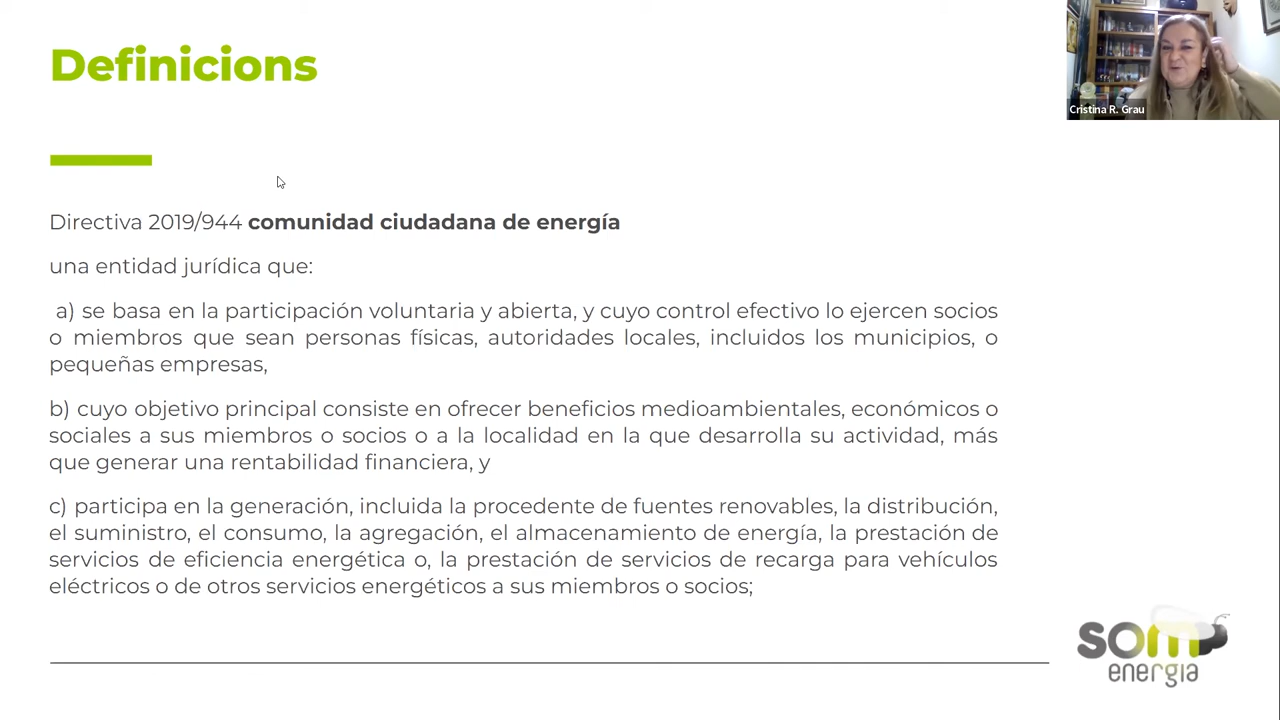 Definicions
Cristina R. Grau
Directiva 2019/944 comunidad ciudadana de energía
una entidad jurídica que:
a) se basa en la participación voluntaria y abierta, y cuyo control efectivo lo ejercen socios
o miembros que sean personas físicas, autoridades locales, incluidos los municipios, o
pequeñas empresas,
b) cuyo objetivo principal consiste en ofrecer beneficios medioambientales, económicos o
sociales a sus miembros o socios o a la localidad en la que desarrolla su actividad, más
que generar una rentabilidad financiera, y
c) participa en la generación, incluida la procedente de fuentes renovables, la distribución,
el suministro, el consumo, la agregación, el almacenamiento de energía, la prestación de
servicios de eficiencia energética o, la prestación de servicios de recarga para vehículos
eléctricos o de otros servicios energéticos a sus miembros o socios;
som
energia